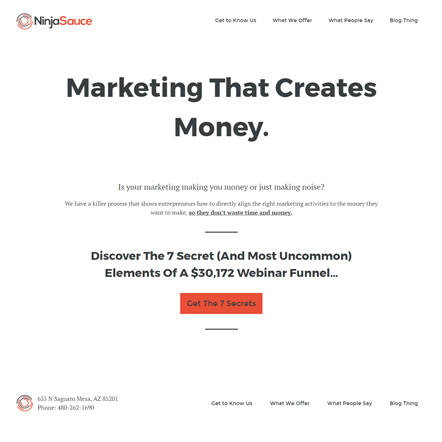 NinjaSauce
Get to Know Us What We Offer What People Say Blog Thing
Marketing That Creates
Money.
Is your marketing making you money or just making noise?
We have a killer process that shows entrepreneurs how to directly align the right marketing activities to the money they
want to make, so they don't waste time and money.
Discover The 7 Secret (And Most Uncommon)
Elements Of A $30,172 Webinar Funnel...
Get The 7 Secrets
635 N Saguaro Mesa, AZ 85201
Phone: 480-262-1690
Get to Know Us What We Offer What People Say Blog Thing